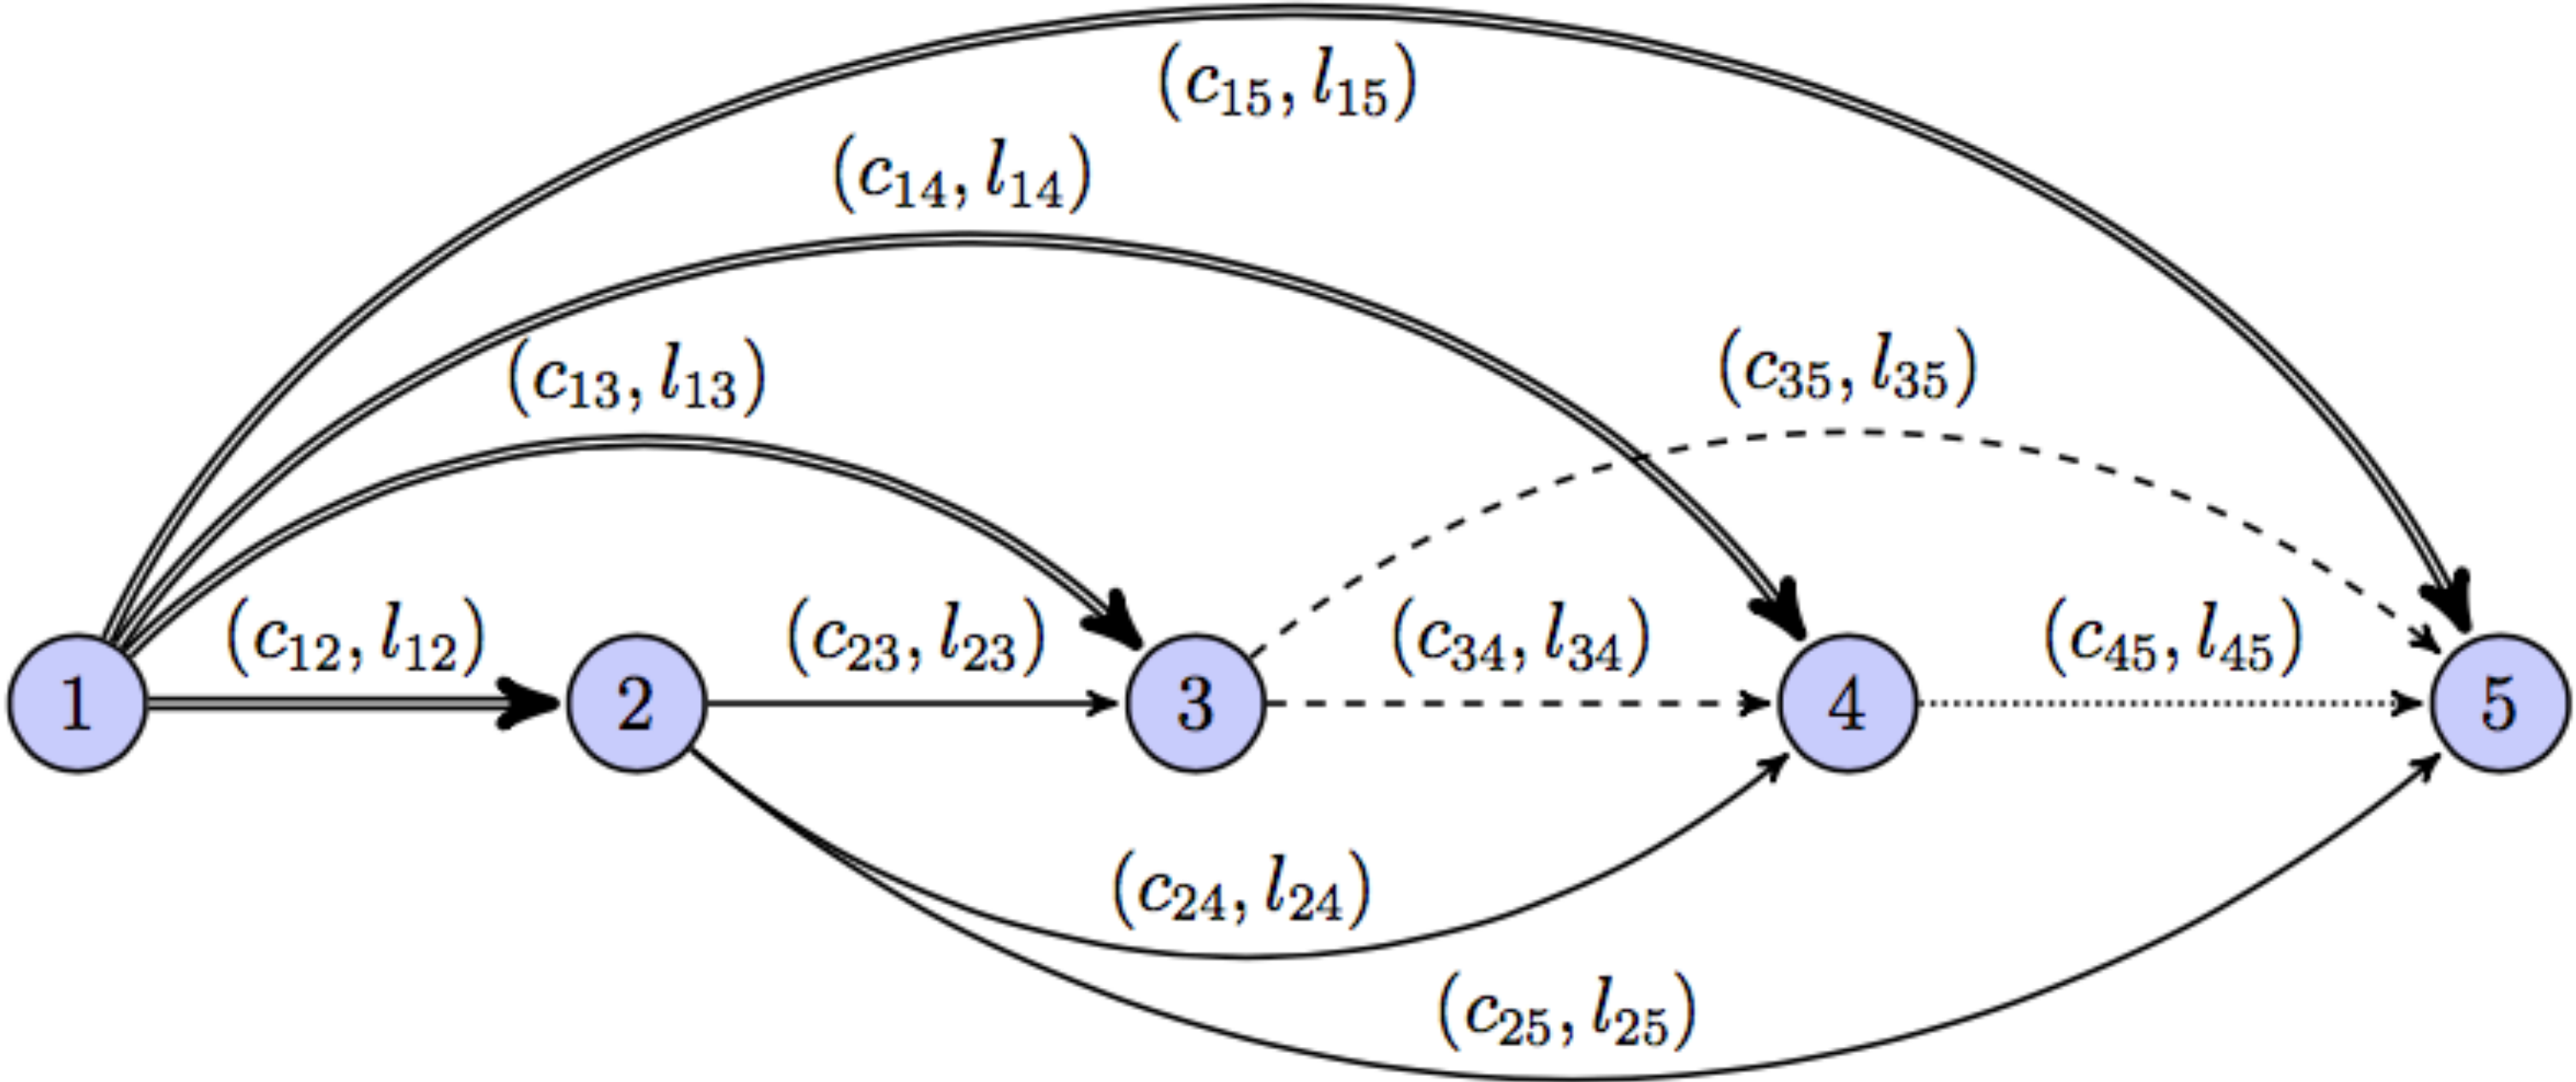 (c₁₅, l₁₅)
(c₁₄, l₁₄)
(c₁₃, l₁₃)
(c₃₅, l₃₅)
(c₁₂, l₁₂) (c₂₃, l₂₃) (c₃₄, l₃₄) (c₄₅, l₄₅)
1 2 3 4 5
(c₂₄, l₂₄)
(c₂₅, l₂₅)